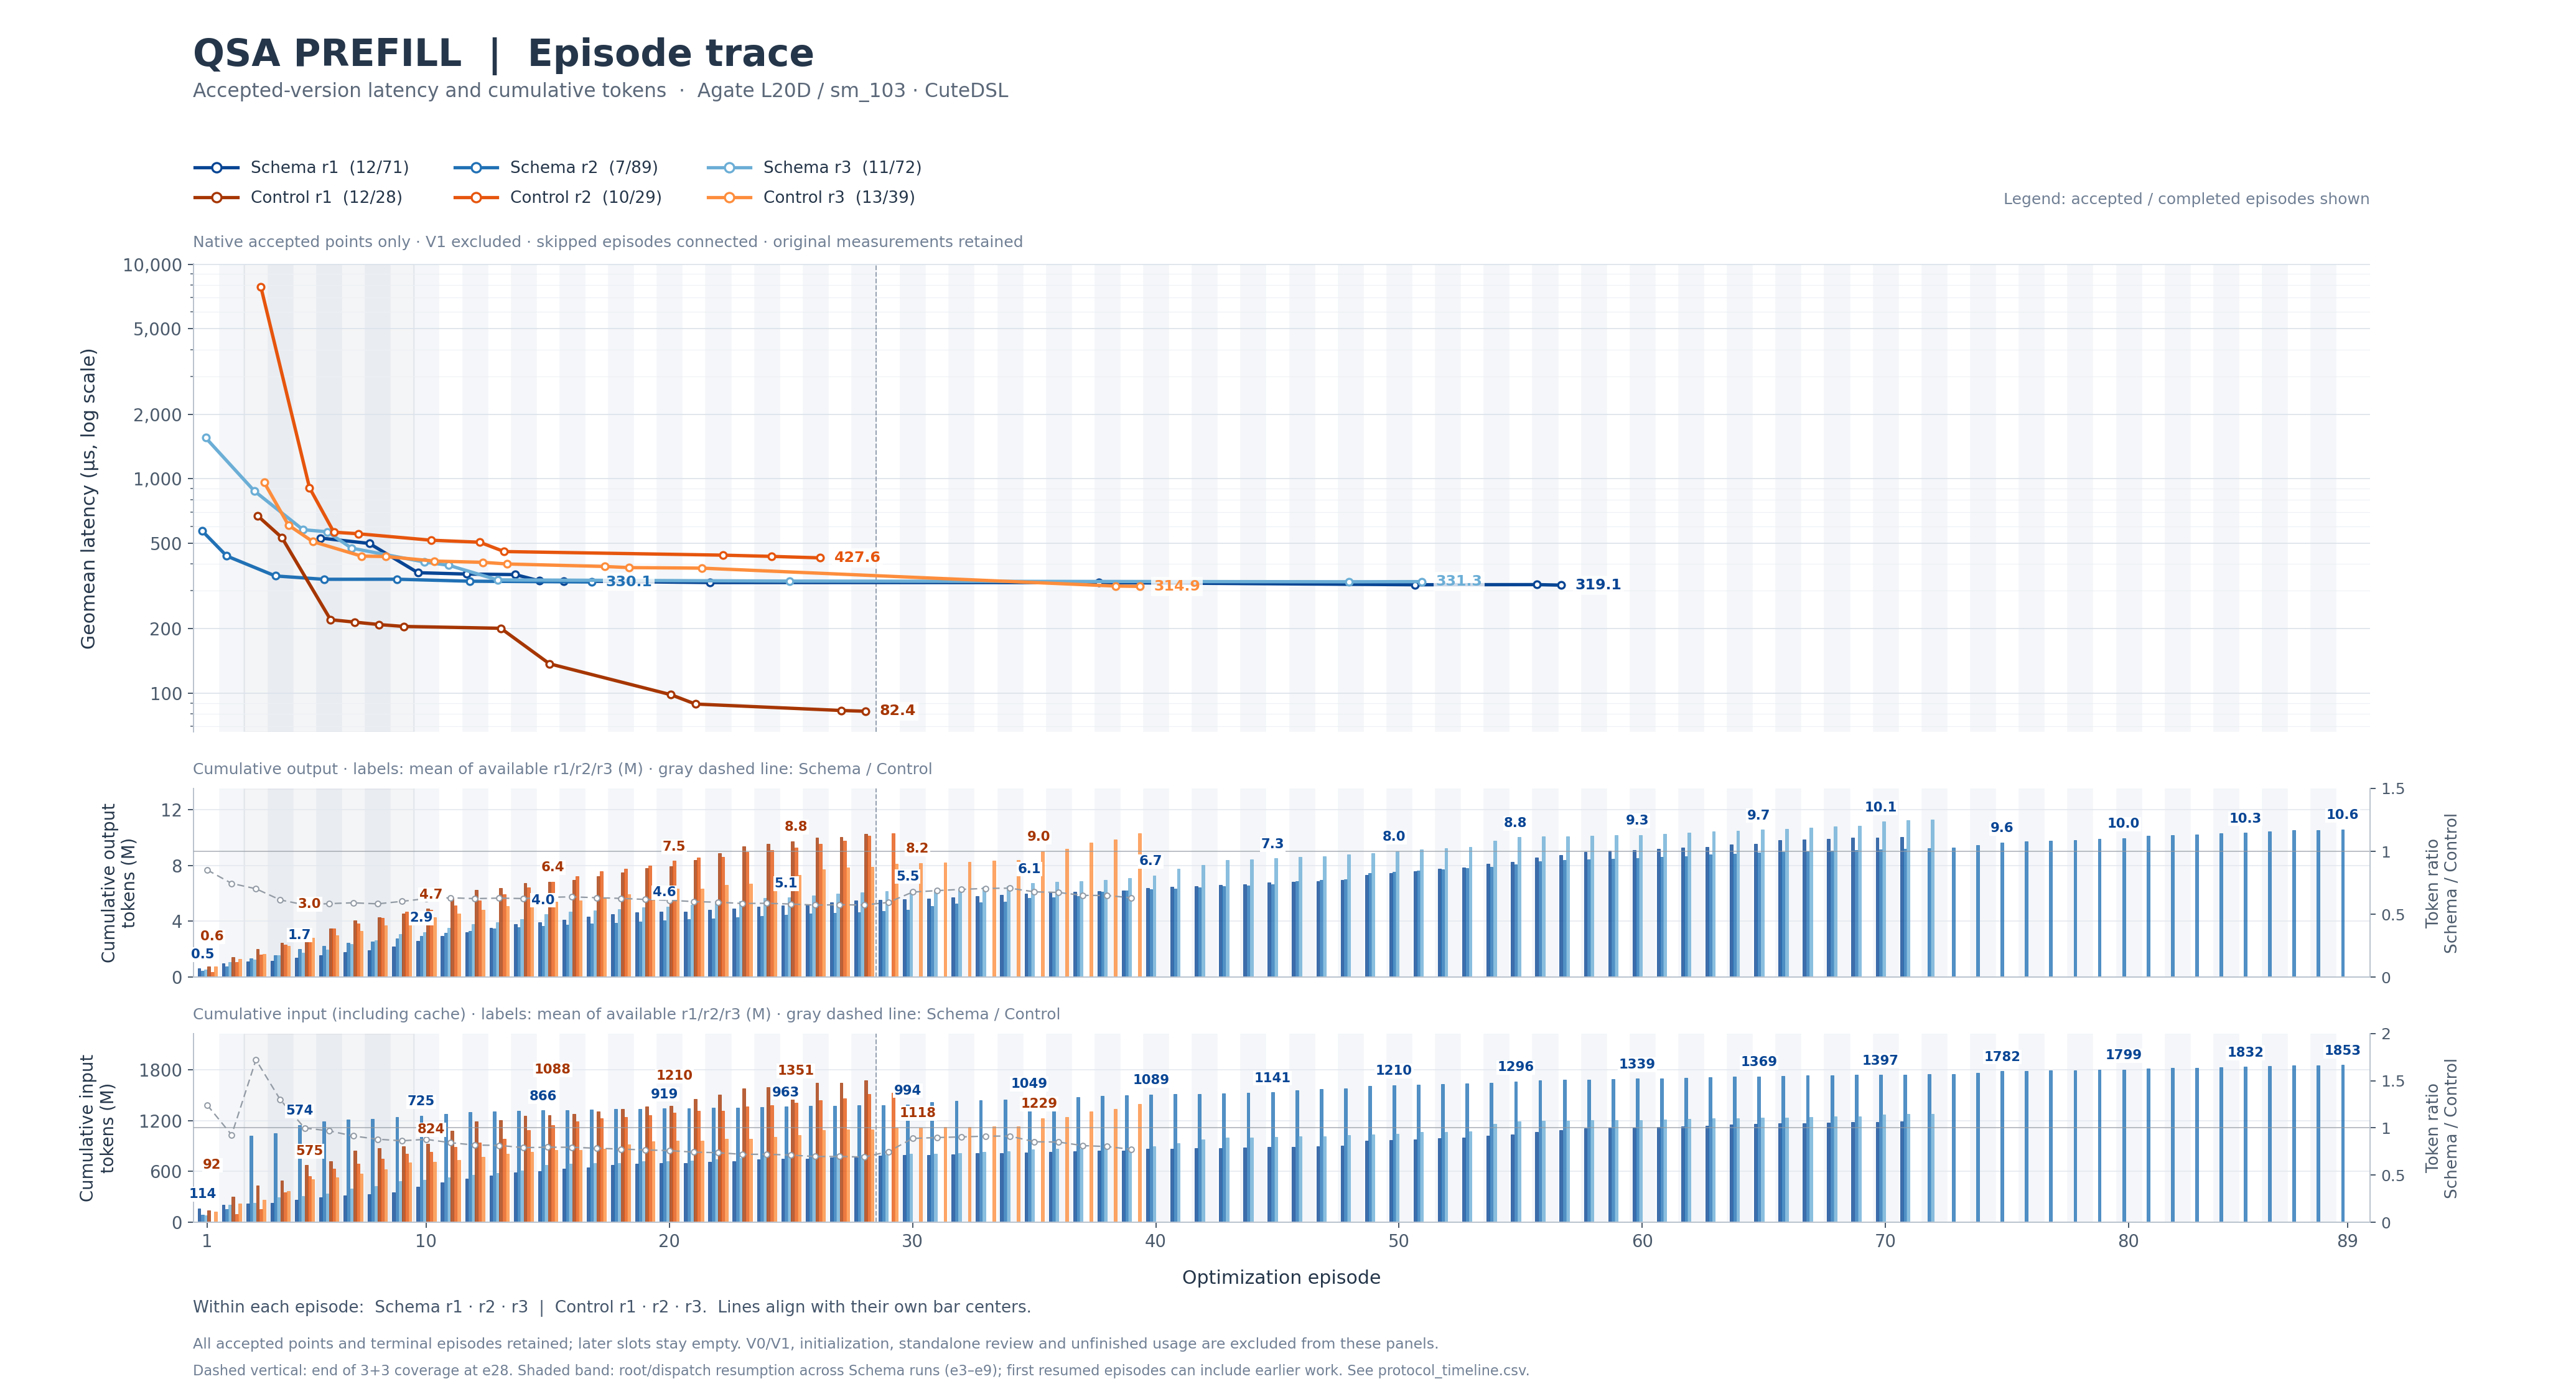 QSA PREFILL | Episode trace
Accepted-version latency and cumulative tokens · Agate L20D / sm_103 · CuteDSL
Schema r1 (12/71) Schema r2 (7/89) Schema r3 (11/72)
Control r1 (12/28) Control r2 (10/29) Control r3 (13/39)
Legend: accepted / completed episodes shown
Native accepted points only · V1 excluded · skipped episodes connected · original measurements retained
Geomean latency (µs, log scale)
10,000
5,000
2,000
1,000
500
200
100
427.6
330.1
314.9
331.3
319.1
82.4
Cumulative output · labels: mean of available r1/r2/r3 (M) · gray dashed line: Schema / Control
Cumulative output
tokens (M)
12
8
4
0
0.5 1.7 2.9 4.0 4.6 5.1 5.5 6.1 6.7 7.3 8.0 8.8 9.3 9.7 10.1 9.6 10.0 10.3 10.6
0.6 3.0 4.7 6.4 7.5 8.8 8.2 9.0
1.5
1
0.5
0
Token ratio
Schema / Control
Cumulative input (including cache) · labels: mean of available r1/r2/r3 (M) · gray dashed line: Schema / Control
Cumulative input
tokens (M)
1800
1200
600
0
114 574 725 866 919 963 994 1049 1089 1141 1210 1296 1339 1369 1397 1782 1799 1832 1853
92 575 824 1088 1210 1351 1118 1229
2
1.5
1
0.5
0
Token ratio
Schema / Control
1 10 20 30 40 50 60 70 80 89
Optimization episode
Within each episode: Schema r1 · r2 · r3 | Control r1 · r2 · r3. Lines align with their own bar centers.
All accepted points and terminal episodes retained; later slots stay empty. V0/V1, initialization, standalone review and unfinished usage are excluded from these panels.
Dashed vertical: end of 3+3 coverage at e28. Shaded band: root/dispatch resumption across Schema runs (e3–e9); first resumed episodes can include earlier work. See protocol_timeline.csv.